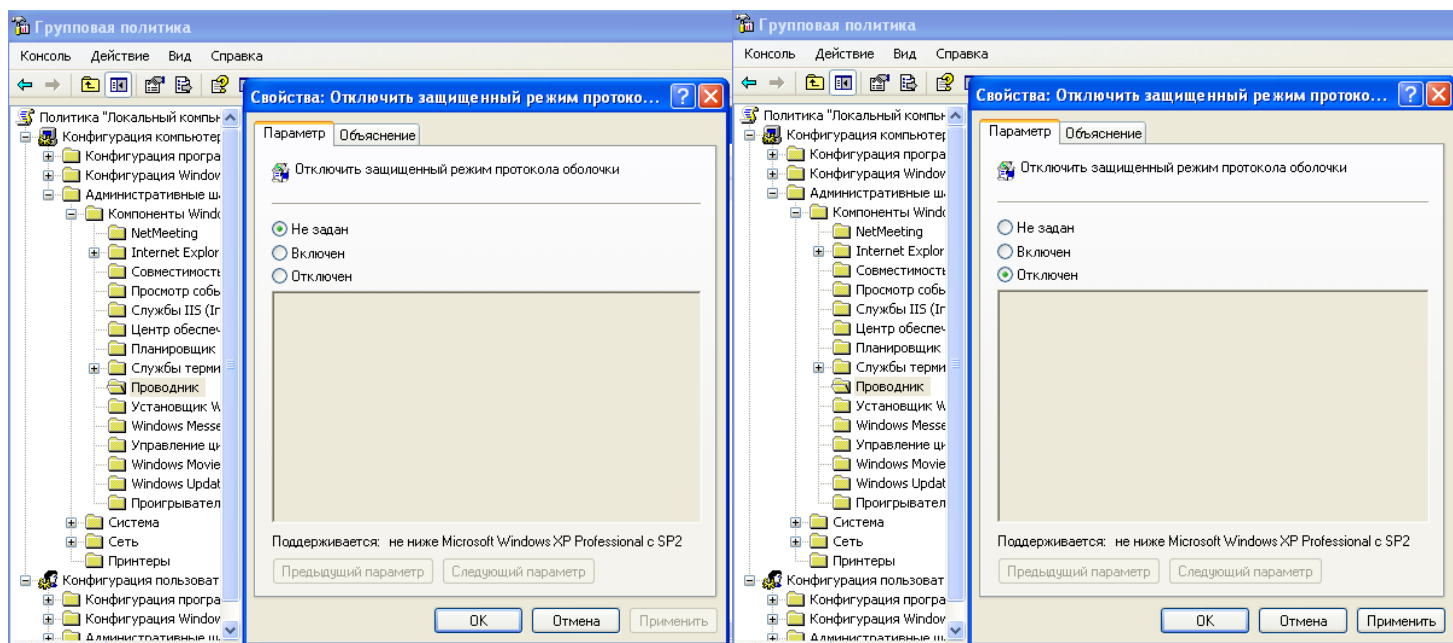 Групповая политика
Консоль Действие Вид Справка
Свойства: Отключить защищенный режим протоко...
Параметр Объяснение
Отключить защищенный режим протокола оболочки
Не задан
Включен
Отключен
Поддерживается: не ниже Microsoft Windows XP Professional с SP2
Предыдущий параметр Следующий параметр
ОК Отмена Применить
Политика "Локальный компьн
Конфигурация компьютер
Конфигурация програ
Конфигурация Window
Административные ш
Компоненты Windo
NetMeeting
Internet Explor
Совместимость
Просмотр собы
Службы IIS (Ir
Центр обеспеч
Планировщик
Службы терми
Проводник
Установщик W
Windows Messe
Управление ци
Windows Movie
Windows Updat
Проигрывател
Система
Сеть
Принтеры
Конфигурация пользоват
Конфигурация програ
Конфигурация Window
Административные ш
Групповая политика
Консоль Действие Вид Справка
Свойства: Отключить защищенный режим протоко...
Параметр Объяснение
Отключить защищенный режим протокола оболочки
Не задан
Включен
Отключен
Поддерживается: не ниже Microsoft Windows XP Professional с SP2
Предыдущий параметр Следующий параметр
ОК Отмена Применить
Политика "Локальный компьн
Конфигурация компьютер
Конфигурация програ
Конфигурация Window
Административные ш
Компоненты Windo
NetMeeting
Internet Explor
Совместимость
Просмотр собы
Службы IIS (Ir
Центр обеспеч
Планировщик
Службы терми
Проводник
Установщик W
Windows Messe
Управление ци
Windows Movie
Windows Updat
Проигрывател
Система
Сеть
Принтеры
Конфигурация пользоват
Конфигурация програ
Конфигурация Window
Административные ш